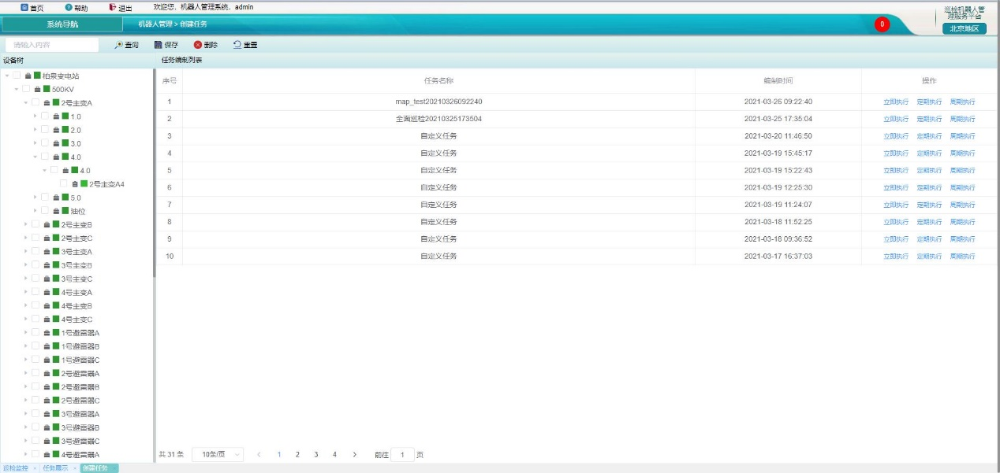 首页 帮助 退出 欢迎您, 机器人管理系统, admin
系统导航 机器人管理 > 创建任务 0
巡检机器人管
理服务平台
北京地区
请输入内容 查询 保存 删除 重置
设备树 任务编制列表
序号 任务名称 编制时间 操作
1 map_test20210326092240 2021-03-26 09:22:40 立即执行 定期执行 周期执行
2 全面巡检20210325173504 2021-03-25 17:35:04 立即执行 定期执行 周期执行
3 自定义任务 2021-03-20 11:46:50 立即执行 定期执行 周期执行
4 自定义任务 2021-03-19 15:45:17 立即执行 定期执行 周期执行
5 自定义任务 2021-03-19 15:22:43 立即执行 定期执行 周期执行
6 自定义任务 2021-03-19 12:25:30 立即执行 定期执行 周期执行
7 自定义任务 2021-03-19 11:24:07 立即执行 定期执行 周期执行
8 自定义任务 2021-03-18 11:52:25 立即执行 定期执行 周期执行
9 自定义任务 2021-03-18 09:36:52 立即执行 定期执行 周期执行
10 自定义任务 2021-03-17 16:37:03 立即执行 定期执行 周期执行
柏泉变电站
500KV
2号主变A
1.0
2.0
3.0
4.0
4.0
2号主变A4
5.0
油位
2号主变B
2号主变C
3号主变A
3号主变B
3号主变C
4号主变A
4号主变B
4号主变C
1号避雷器A
1号避雷器B
1号避雷器C
2号避雷器A
2号避雷器B
2号避雷器C
3号避雷器A
3号避雷器B
3号避雷器C
4号避雷器A
共 31 条 10条/页 < 1 2 3 4 > 前往 1 页
巡检监控 × 任务展示 × 创建任务 ×